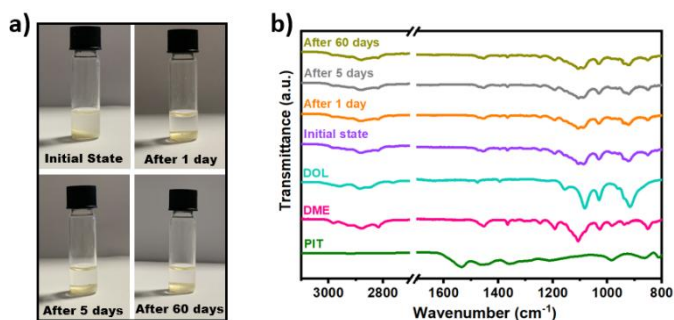 a)
Initial State
After 1 day
After 5 days
After 60 days
b)
Transmittance (a.u.)
After 60 days
After 5 days
After 1 day
Initial state
DOL
DME
PIT
3100 2800 1600 1400 1200 1000 800
Wavenumber (cm⁻¹)